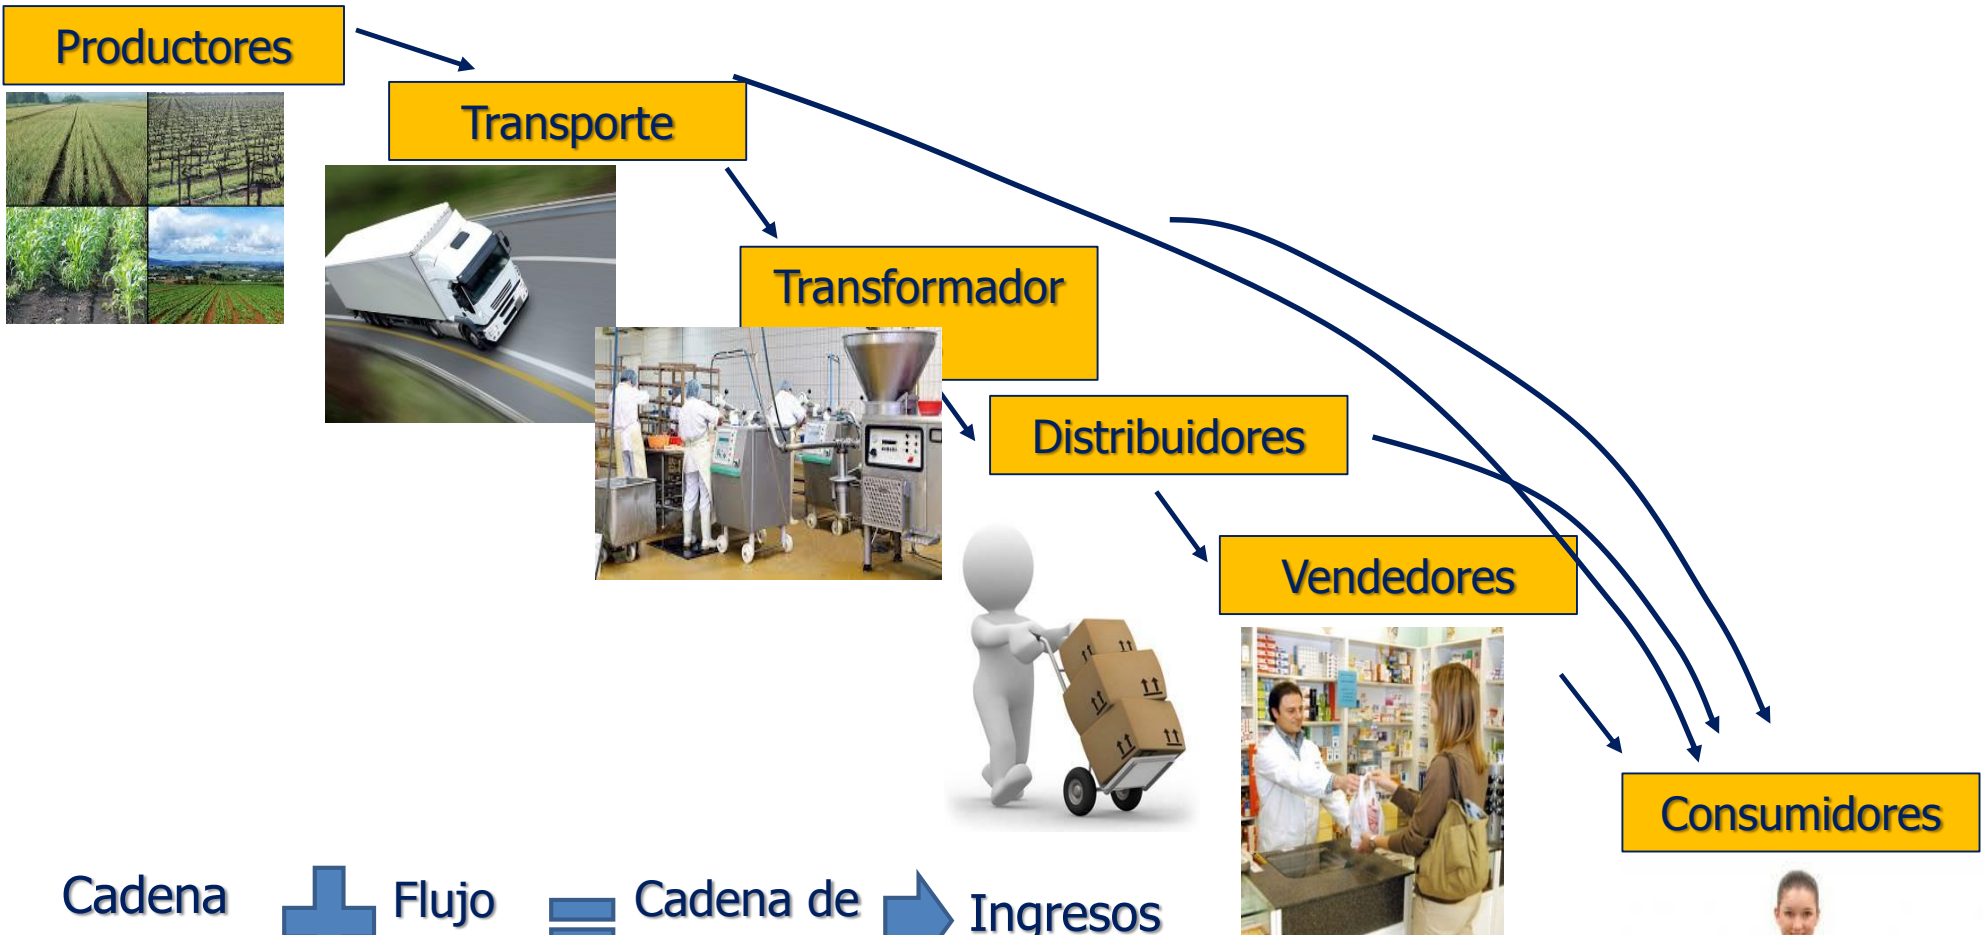 Productores
Transporte
Transformador
Distribuidores
Vendedores
Consumidores
Cadena
Flujo
Cadena de
Ingresos